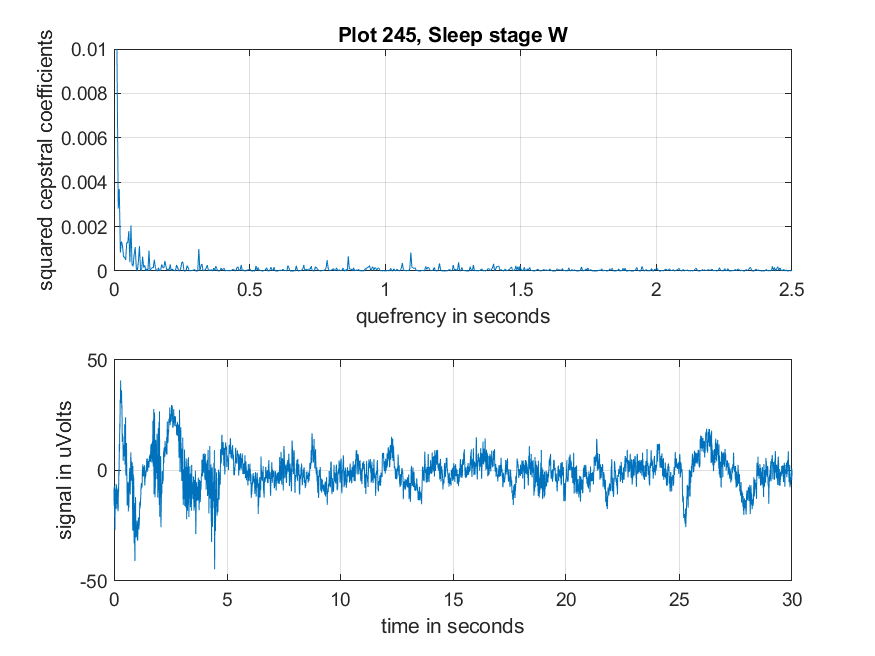 Plot 245, Sleep stage W
squared cepstral coefficients
0.01
0.008
0.006
0.004
0.002
0
0 0.5 1 1.5 2 2.5
quefrency in seconds
signal in uVolts
50
0
-50
0 5 10 15 20 25 30
time in seconds